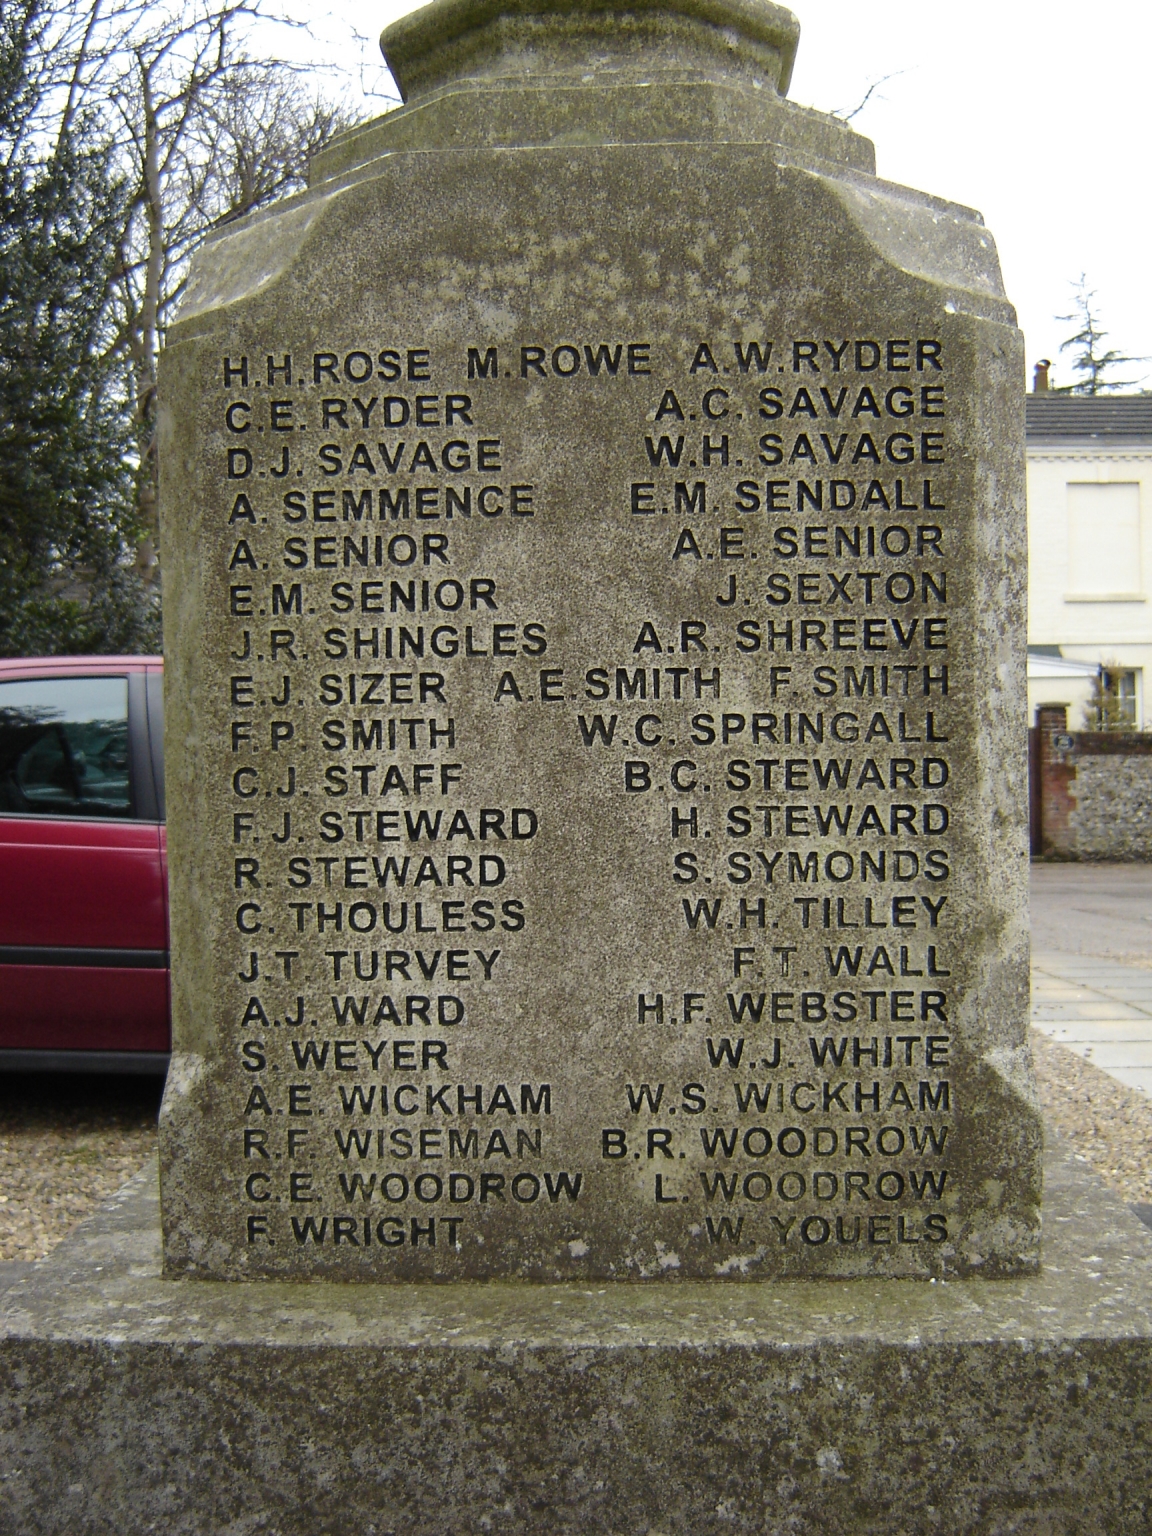 H.H. ROSE M. ROWE A.W. RYDER
C.E. RYDER A.C. SAVAGE
D.J. SAVAGE W.H. SAVAGE
A. SEMMENCE E.M. SENDALL
A. SENIOR A.E. SENIOR
E.M. SENIOR J. SEXTON
J.R. SHINGLES A.R. SHREEVE
E.J. SIZER A.E. SMITH F. SMITH
F.P. SMITH W.C. SPRINGALL
C.J. STAFF B.C. STEWARD
F.J. STEWARD H. STEWARD
R. STEWARD S. SYMONDS
C. THOULESS W.H. TILLEY
J.T. TURVEY F.T. WALL
A.J. WARD H.F. WEBSTER
S. WEYER W.J. WHITE
A.E. WICKHAM W.S. WICKHAM
R.F. WISEMAN B.R. WOODROW
C.E. WOODROW L. WOODROW
F. WRIGHT W. YOUELS